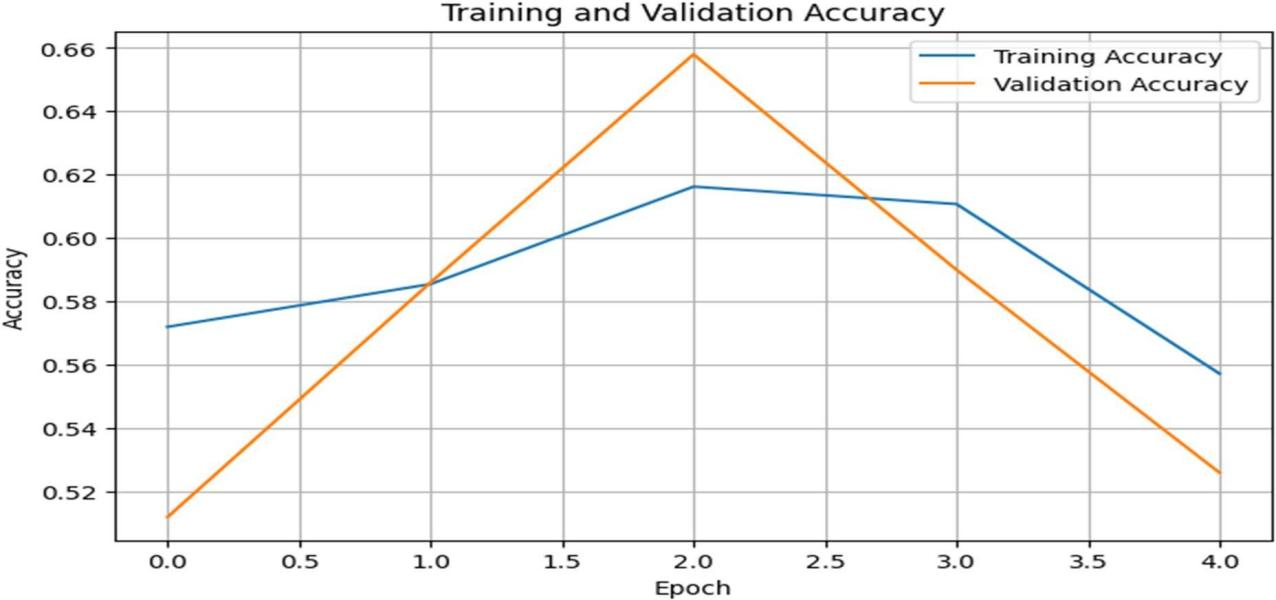 Training and Validation Accuracy
Training Accuracy
Validation Accuracy
Accuracy
0.66
0.64
0.62
0.60
0.58
0.56
0.54
0.52
0.0 0.5 1.0 1.5 2.0 2.5 3.0 3.5 4.0
Epoch